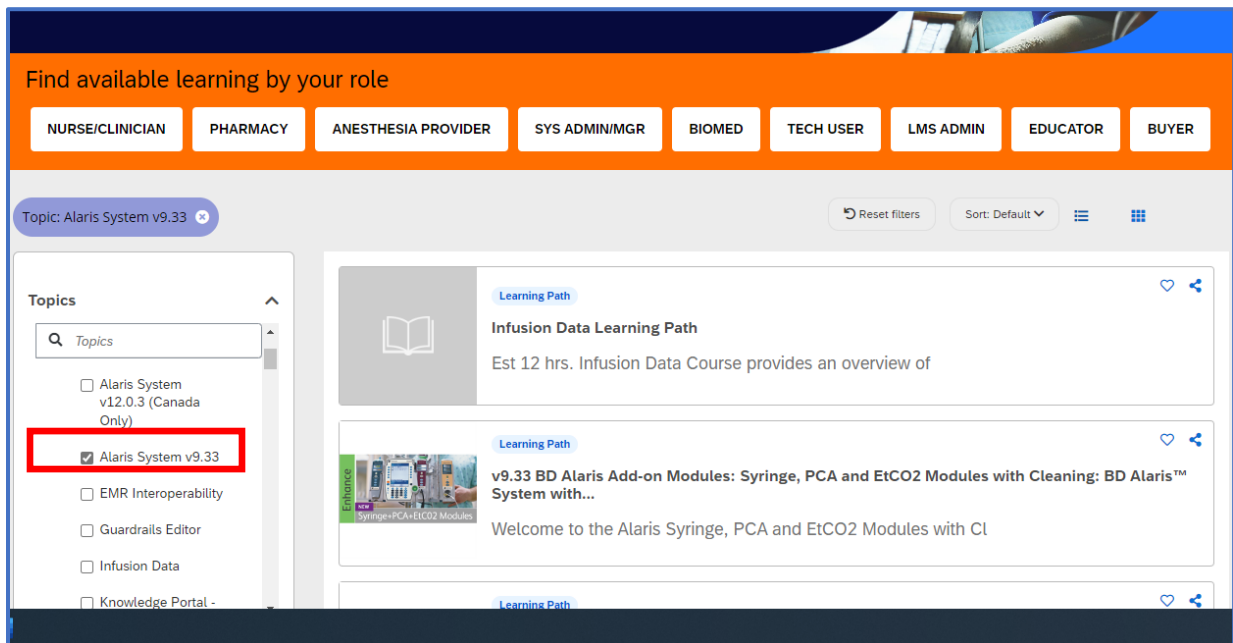 Find available learning by your role
NURSE/CLINICIAN PHARMACY ANESTHESIA PROVIDER SYS ADMIN/MGR BIOMED TECH USER LMS ADMIN EDUCATOR BUYER
Topic: Alaris System v9.33
Reset filters
Sort: Default
Topics
Topics
Alaris System
v12.0.3 (Canada
Only)
Alaris System v9.33
EMR Interoperability
Guardrails Editor
Infusion Data
Knowledge Portal -
Learning Path
Infusion Data Learning Path
Est 12 hrs. Infusion Data Course provides an overview of
Enhance
NEW
Syringe+PCA+EtCO2 Modules
Learning Path
v9.33 BD Alaris Add-on Modules: Syringe, PCA and EtCO2 Modules with Cleaning: BD Alaris™
System with...
Welcome to the Alaris Syringe, PCA and EtCO2 Modules with Cl
Learning Path